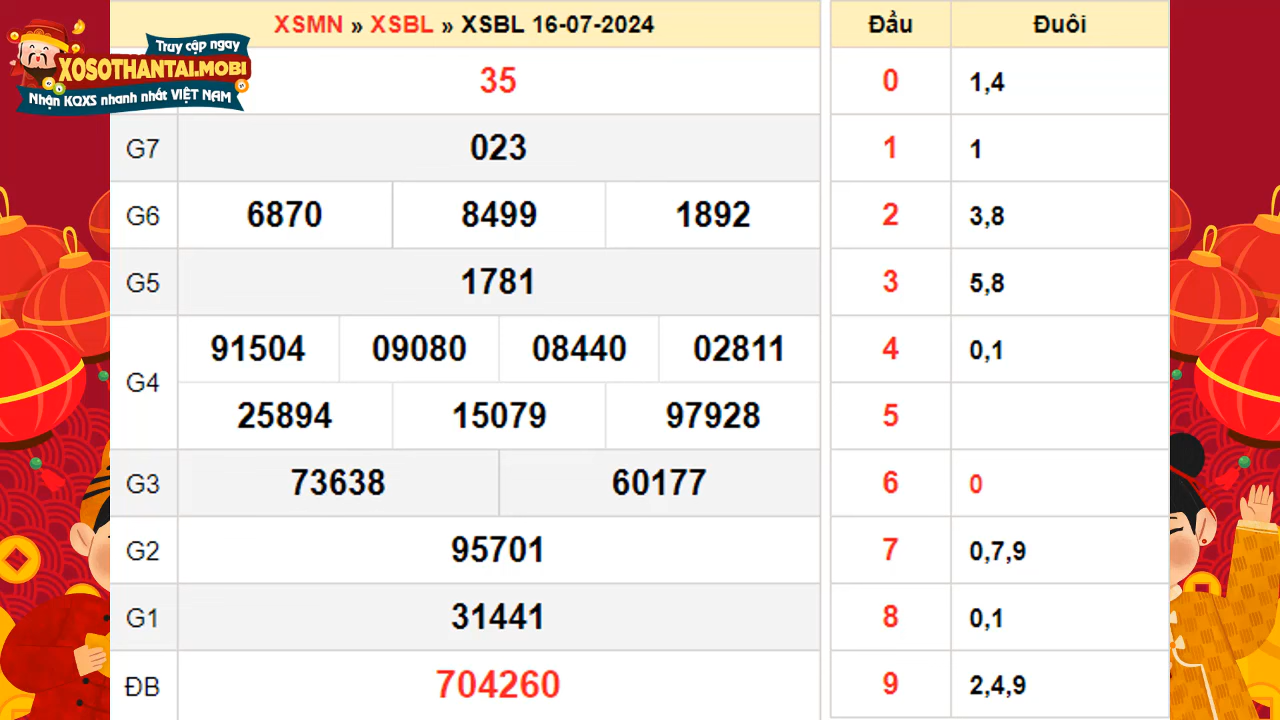 Truy cập ngay
XOSOTHANTAI.MOBI
Nhận KQXS nhanh nhất VIỆT NAM
XSMN » XSBL » XSBL 16-07-2024
35
G7 023
G6 6870 8499 1892
G5 1781
G4 91504 09080 08440 02811
25894 15079 97928
G3 73638 60177
G2 95701
G1 31441
ĐB 704260
Đầu Đuôi
0 1,4
1 1
2 3,8
3 5,8
4 0,1
5
6 0
7 0,7,9
8 0,1
9 2,4,9